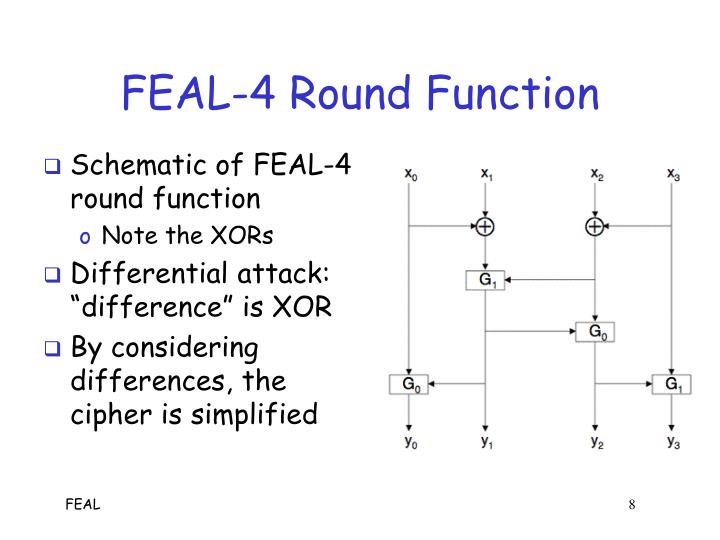 FEAL-4 Round Function
❑ Schematic of FEAL-4
round function
o Note the XORs
❑ Differential attack:
“difference” is XOR
❑ By considering
differences, the
cipher is simplified
x₀ x₁ x₂ x₃
G₁
G₀
G₀ G₁
y₀ y₁ y₂ y₃
FEAL 8